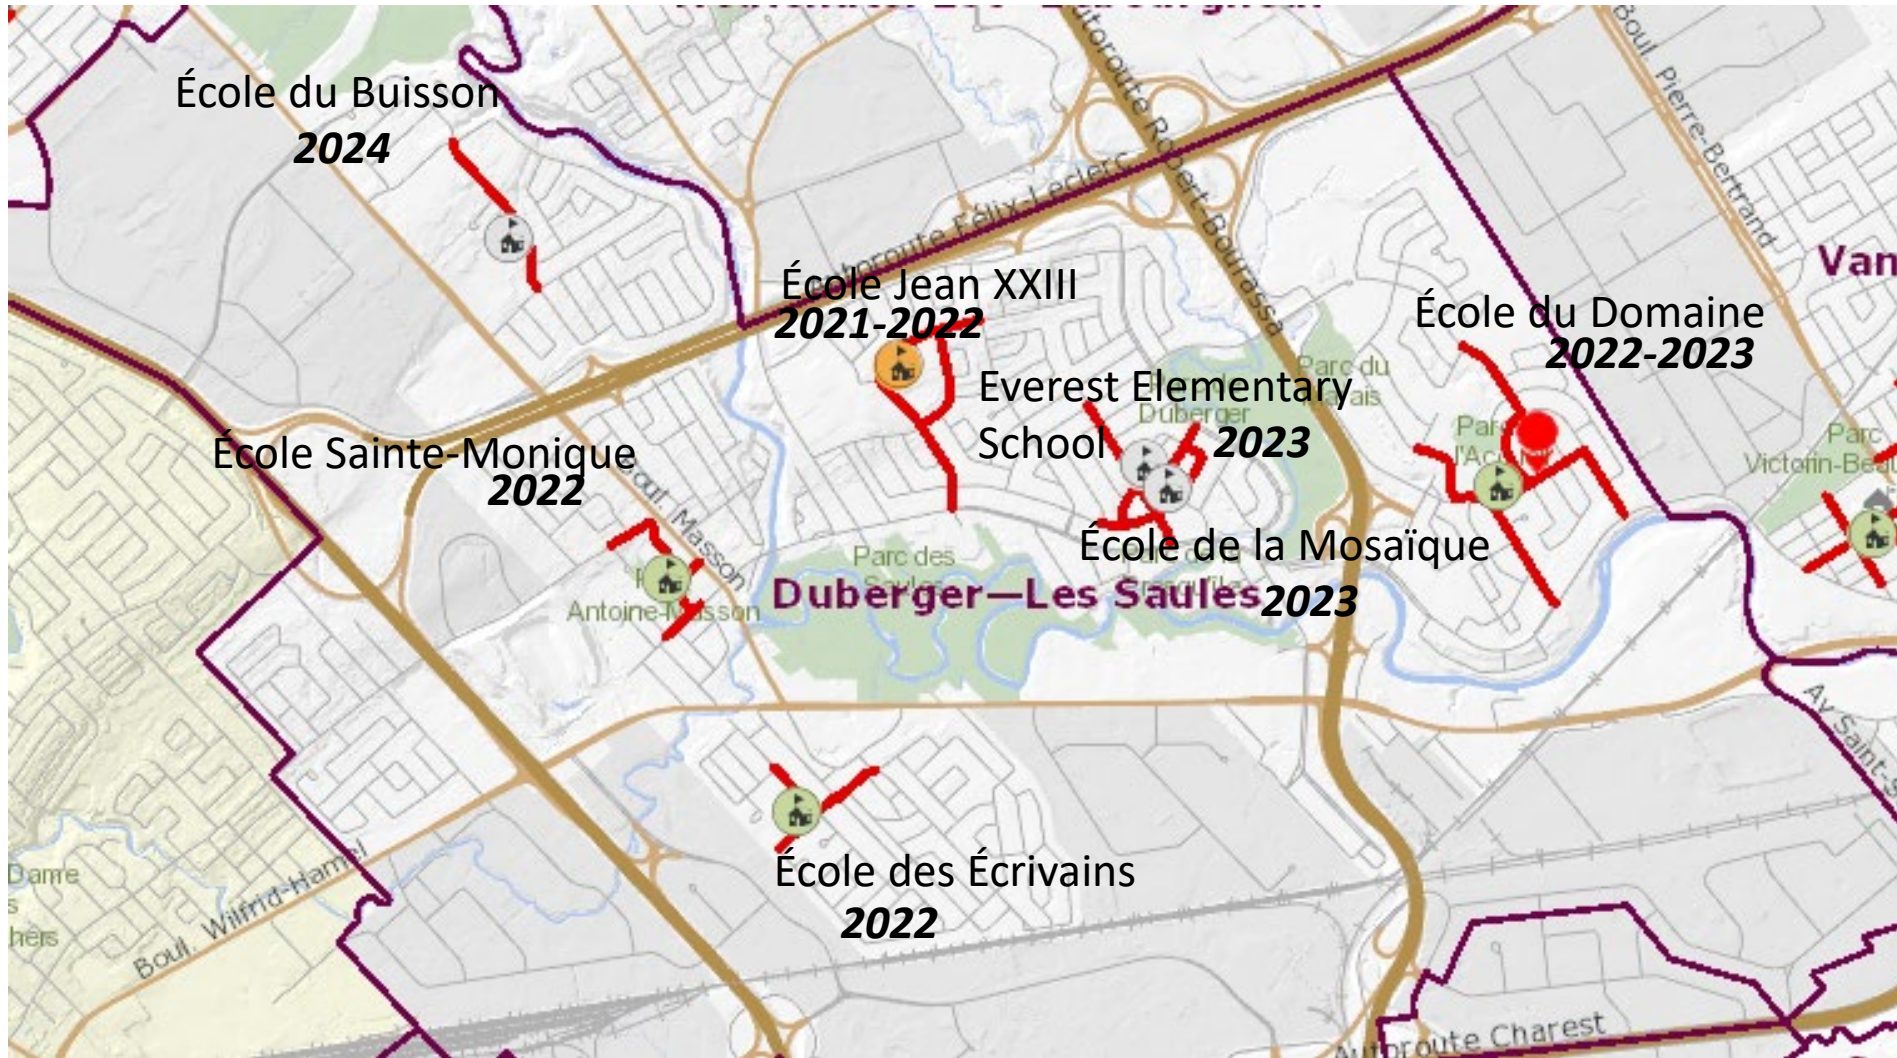 École du Buisson
2024
Autoroute Robert-Bourassa
Boul. Pierre-Bertrand
Autoroute Félix-Leclerc
École Jean XXIII
2021-2022
École du Domaine
2022-2023
Parc du
Everest Elementary
School
2023
Duberger
École Sainte-Monique
2022
Boul. Masson
Parc
Antoine-Masson
Parc des
Saules
École de la Mosaïque
2023
Duberger—Les Saules
École des Écrivains
2022
Boul. Wilfrid-Hamel
Autoroute Charest